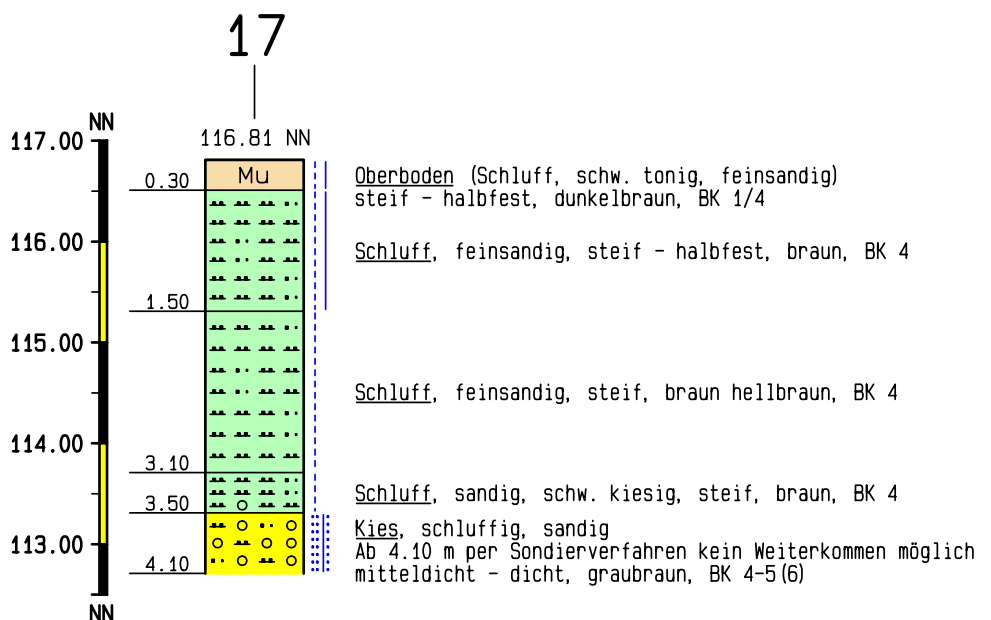 17
NN
117.00
116.81 NN
Mu
0.30
Oberboden (Schluff, schw. tonig, feinsandig)
steif - halbfest, dunkelbraun, BK 1/4
116.00
Schluff, feinsandig, steif - halbfest, braun, BK 4
1.50
115.00
Schluff, feinsandig, steif, braun hellbraun, BK 4
114.00
3.10
Schluff, sandig, schw. kiesig, steif, braun, BK 4
3.50
Kies, schluffig, sandig
113.00
Ab 4.10 m per Sondierverfahren kein Weiterkommen möglich
4.10
mitteldicht - dicht, graubraun, BK 4-5(6)
NN